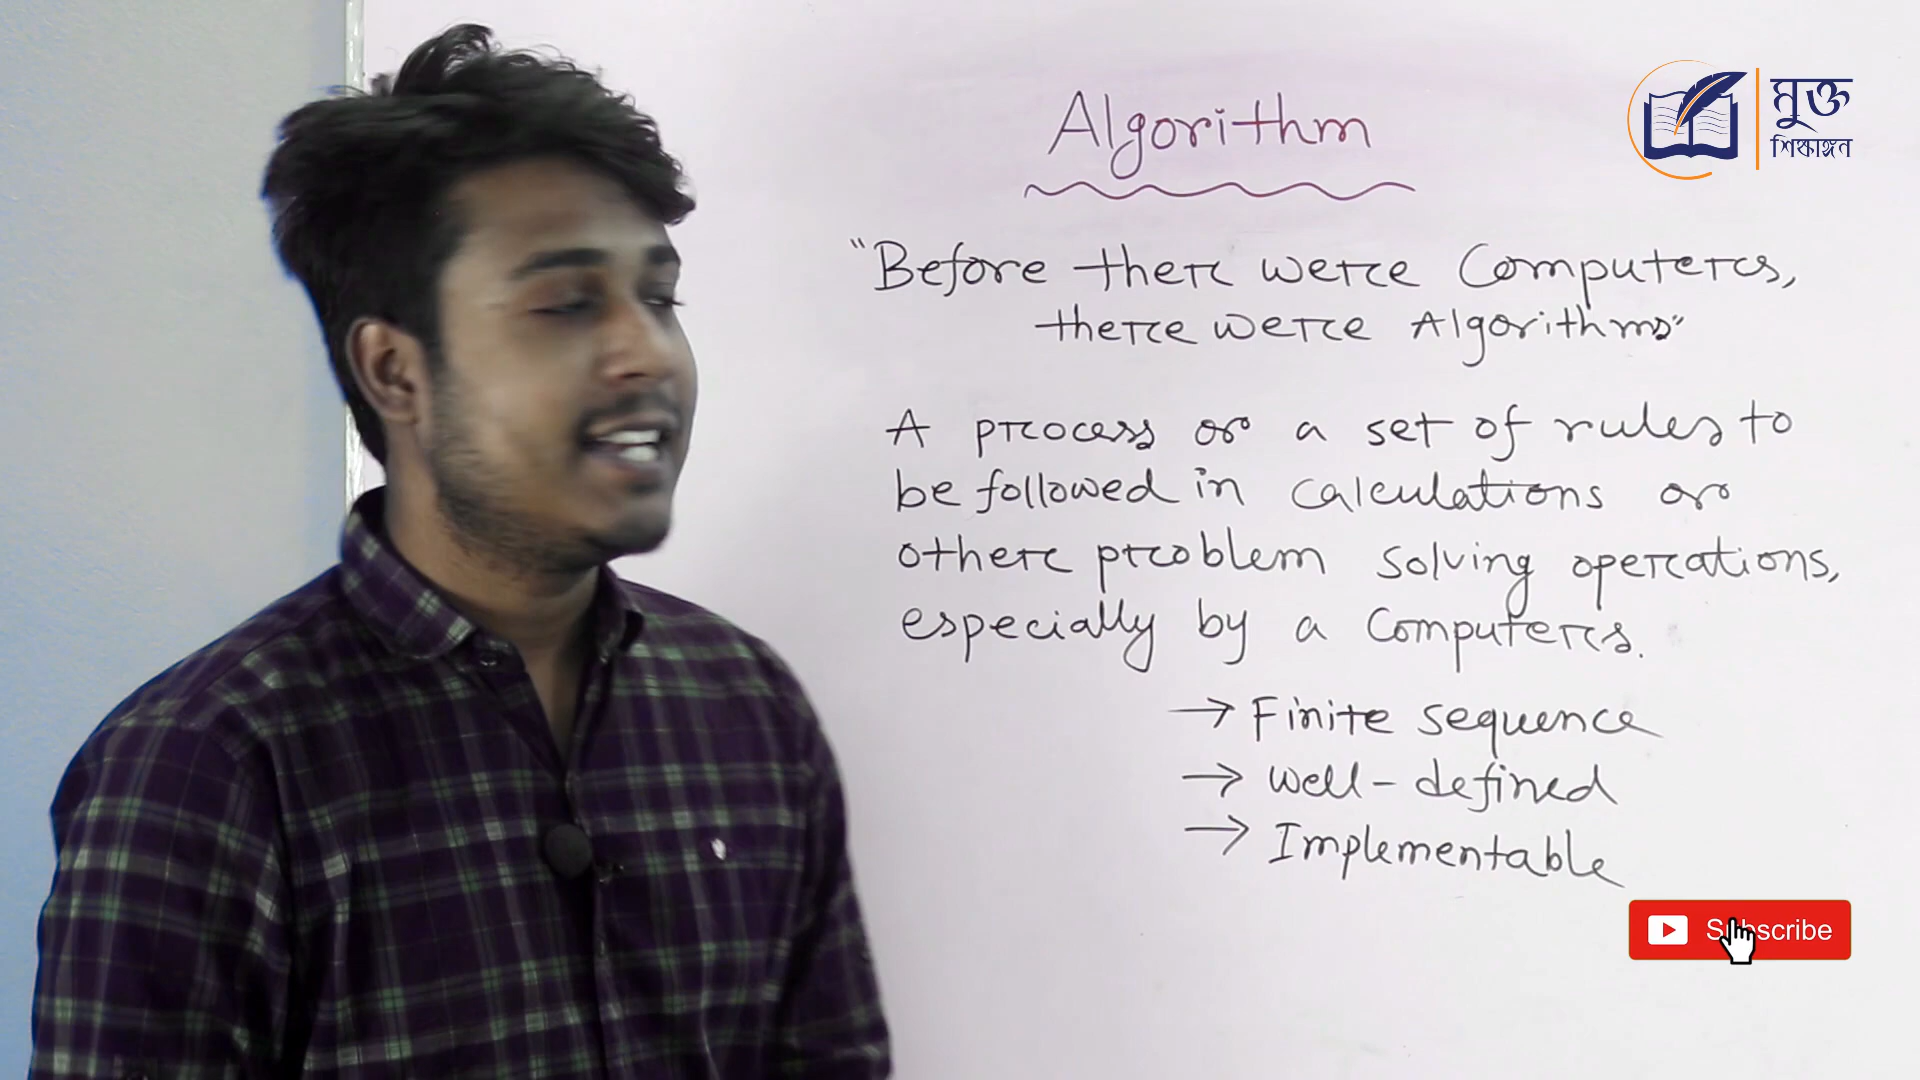 Algorithm
"Before there were Computers,
there were Algorithms"
A process or a set of rules to
be followed in calculations or
other problem solving operations,
especially by a Computers.
→ Finite sequence
→ Well-defined
→ Implementable
মুক্ত
শিক্ষাঙ্গন
Subscribe